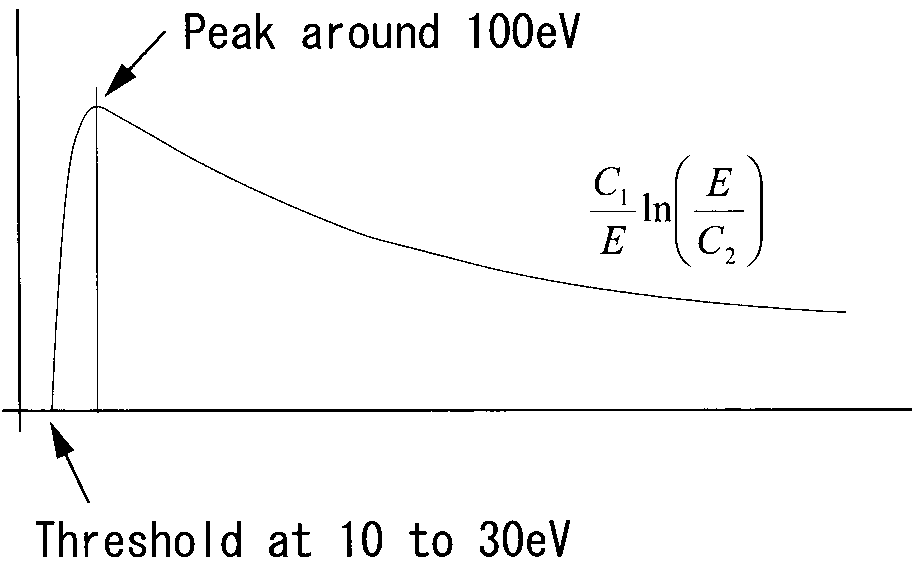 Peak around 100eV
C₁/E ln(E/C₂)
Threshold at 10 to 30eV